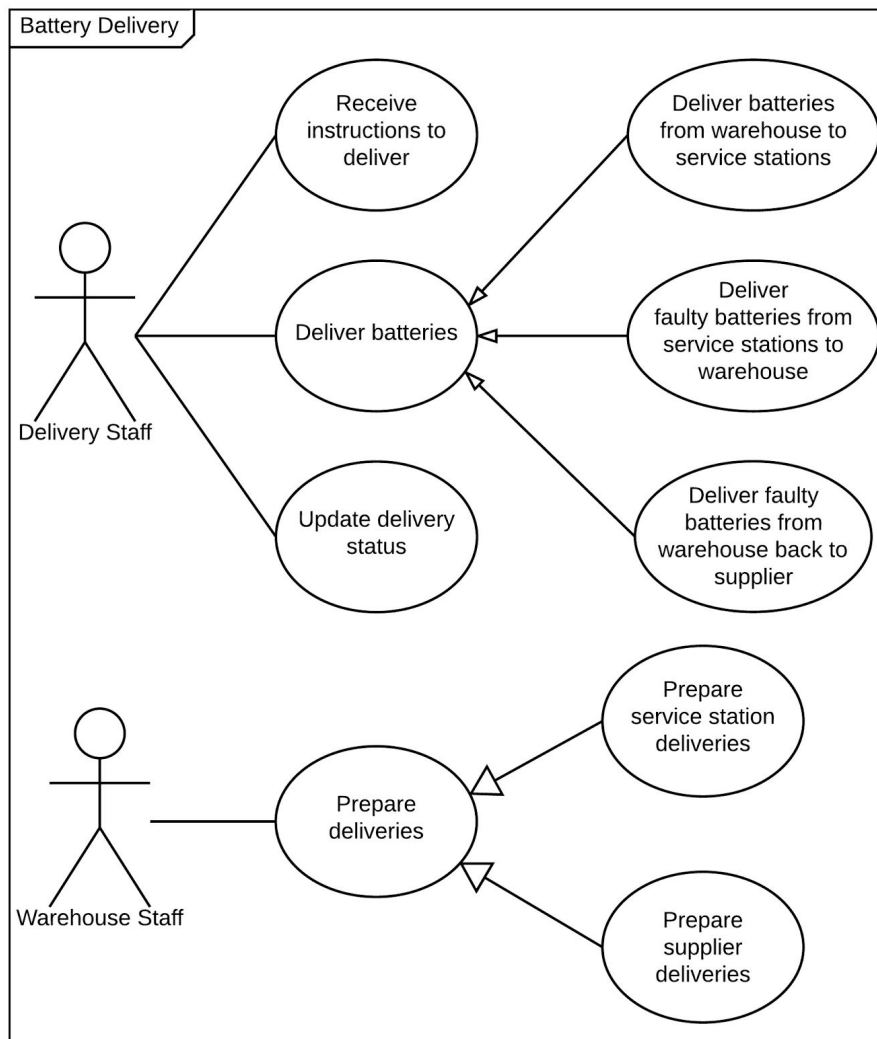 Battery Delivery
Receive
instructions to
deliver
Deliver batteries
from warehouse to
service stations
Deliver batteries
Deliver
faulty batteries from
service stations to
warehouse
Delivery Staff
Update delivery
status
Deliver faulty
batteries from
warehouse back to
supplier
Prepare
service station
deliveries
Prepare
deliveries
Warehouse Staff
Prepare
supplier
deliveries